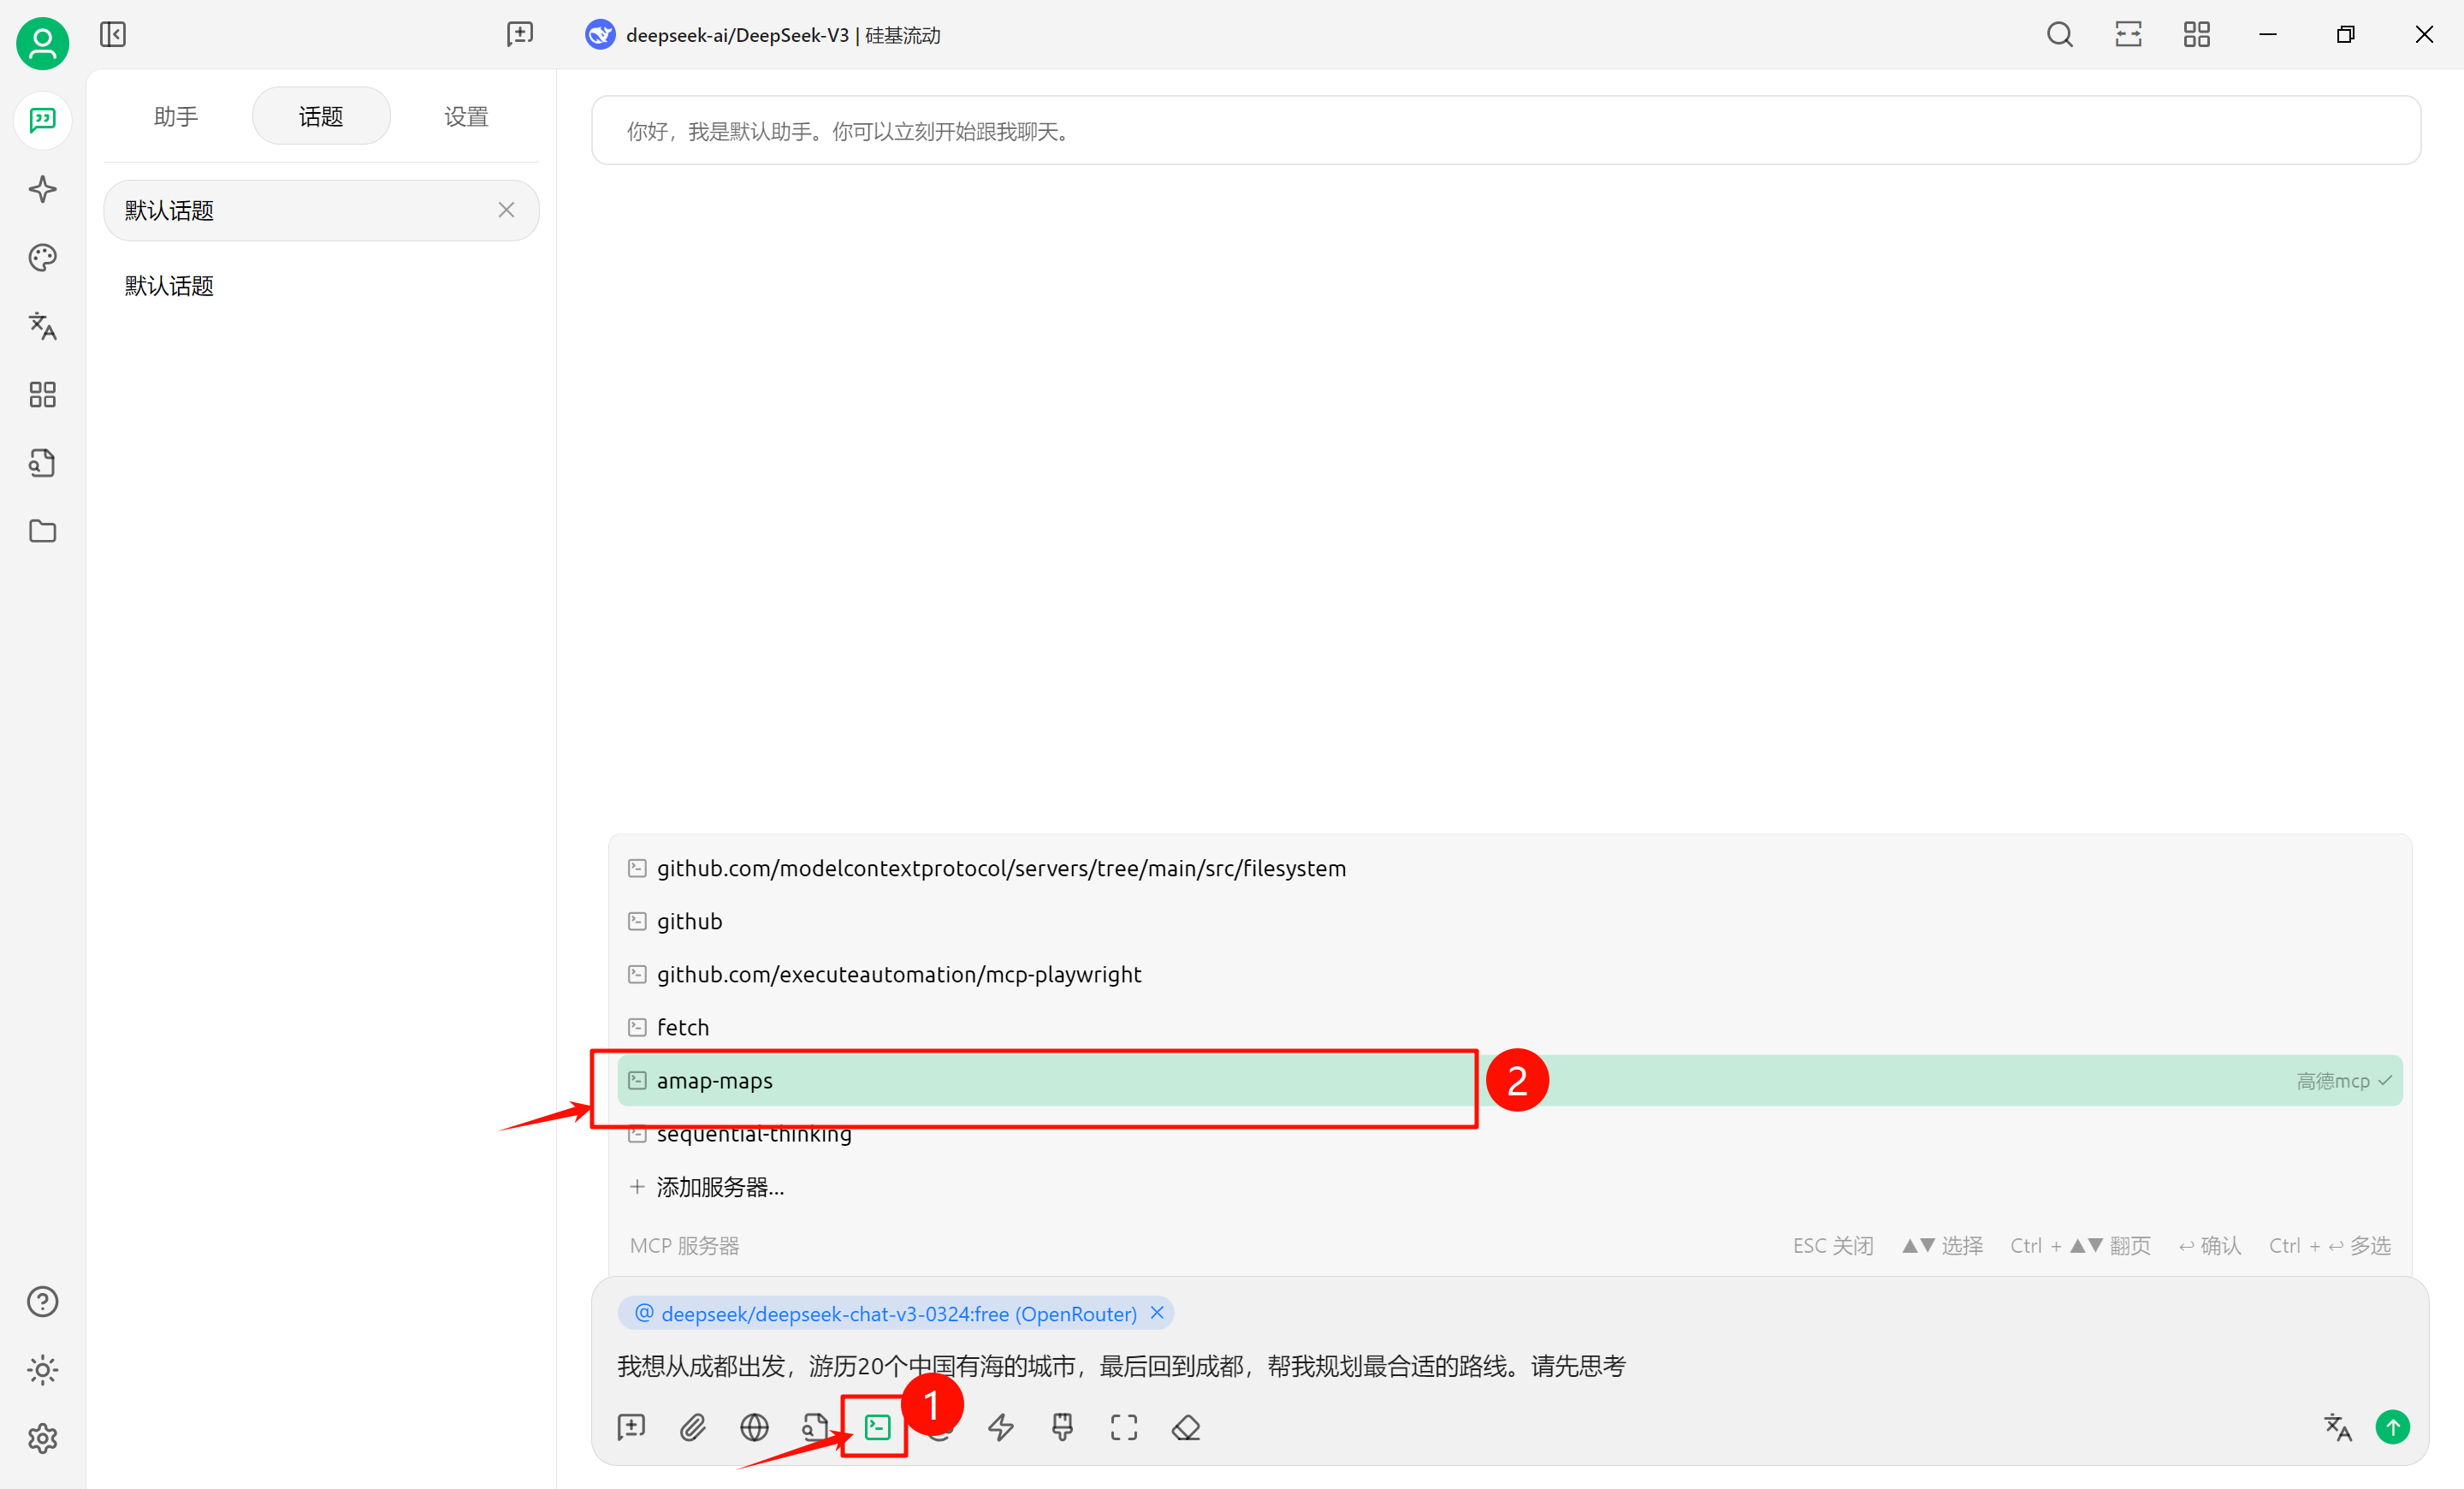 deepseek-ai/DeepSeek-V3 | 硅基流动
助手
话题
设置
默认话题
默认话题
你好，我是默认助手。你可以立刻开始跟我聊天。
github.com/modelcontextprotocol/servers/tree/main/src/filesystem
github
github.com/executeautomation/mcp-playwright
fetch
amap-maps
高德mcp
2
sequential-thinking
添加服务器...
MCP 服务器
ESC 关闭
▲▼ 选择
Ctrl + ▲▼ 翻页
↩ 确认
Ctrl + ↩ 多选
@ deepseek/deepseek-chat-v3-0324:free (OpenRouter)
我想从成都出发，游历20个中国有海的城市，最后回到成都，帮我规划最合适的路线。请先思考
1